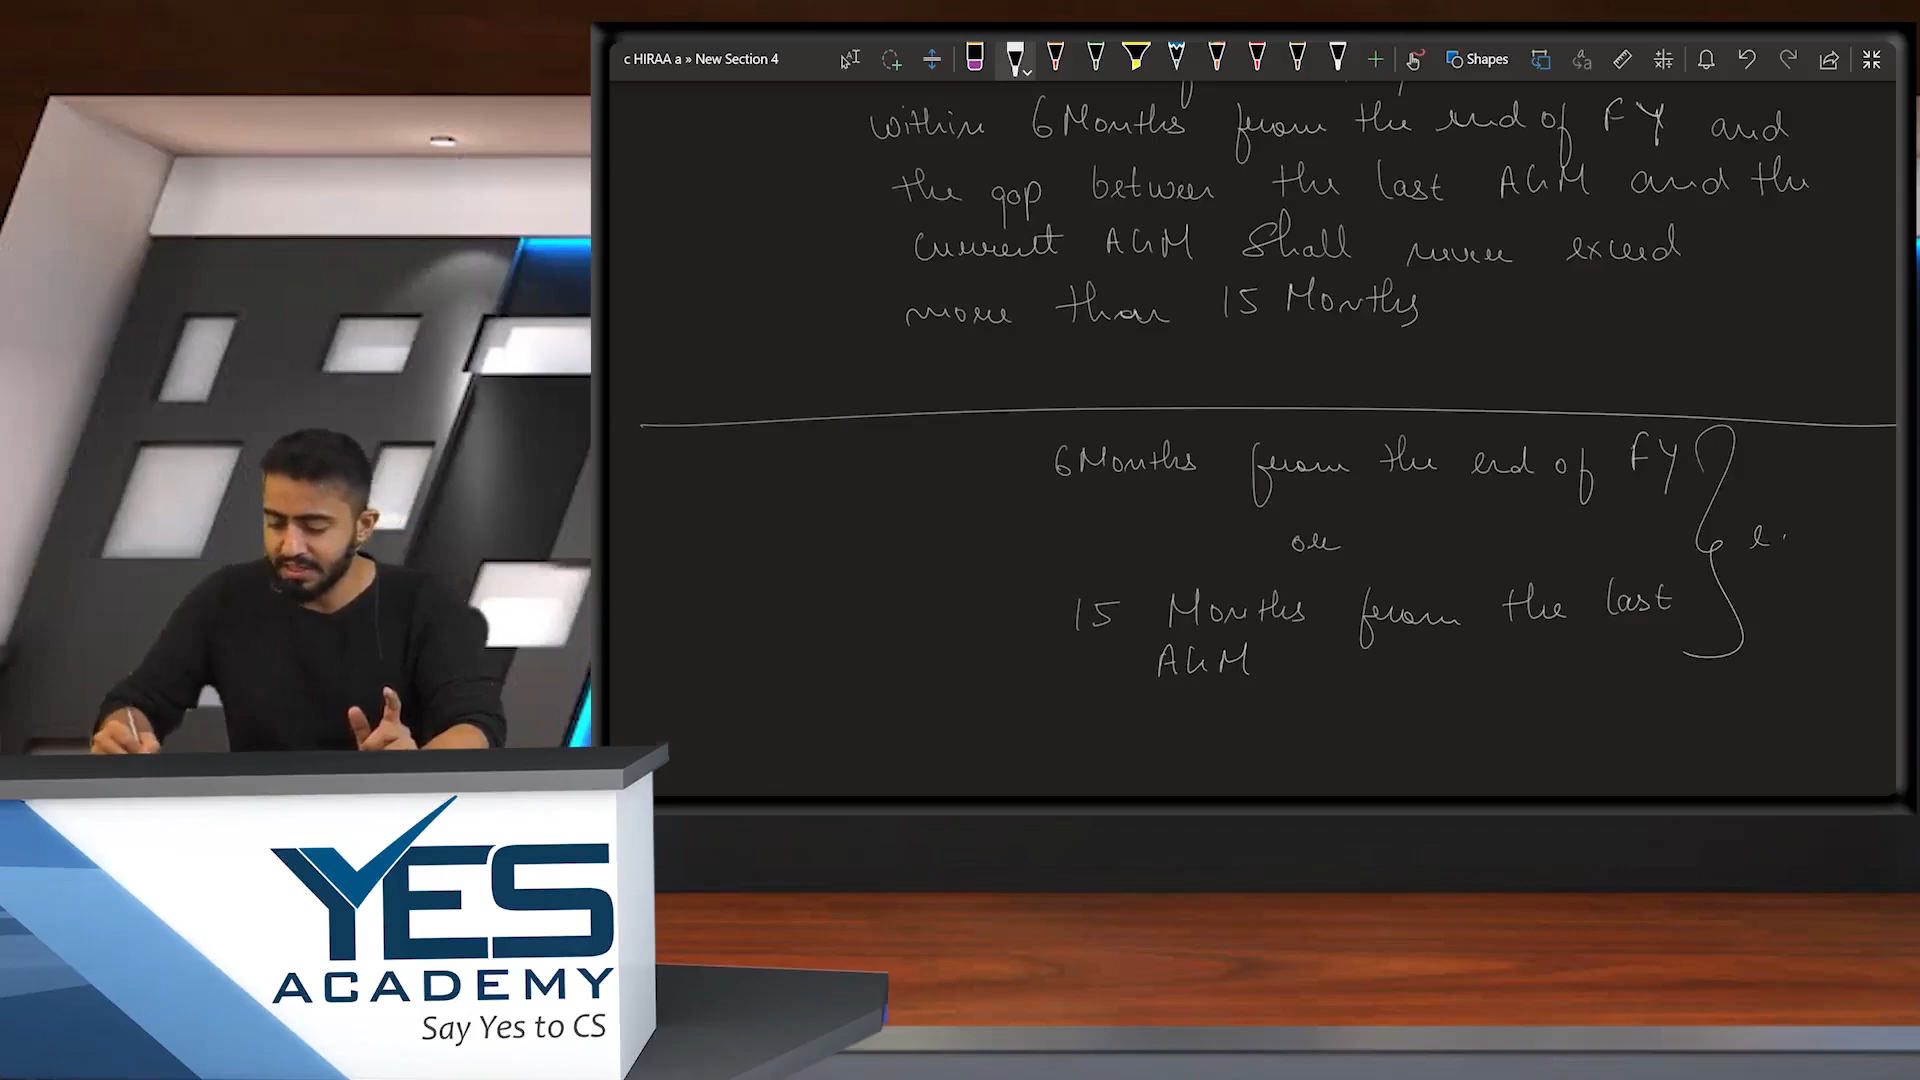 c HIRAA a » New Section 4
Shapes
within 6 Months from the end of FY and
the gap between the last AGM and the
current AGM Shall never exceed
more than 15 Months
6 Months from the end of FY
or
e.
15 Months from the last
AGM
YES
ACADEMY
Say Yes to CS